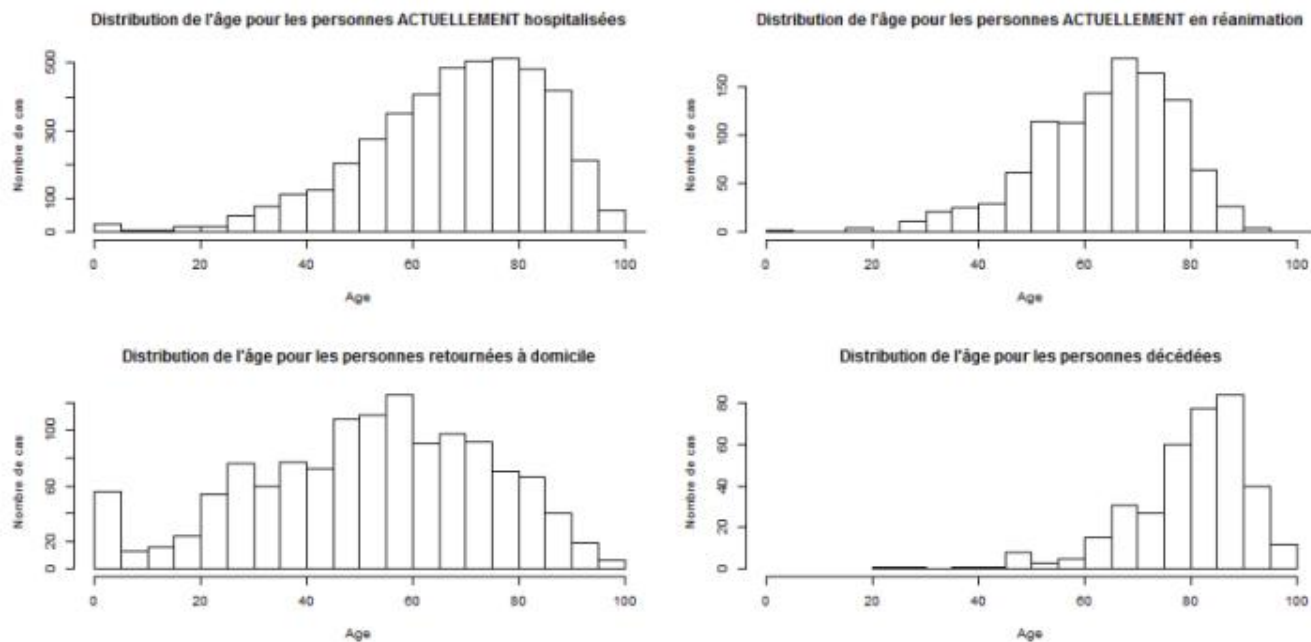 Distribution de l'âge pour les personnes ACTUELLEMENT hospitalisées
Nombre de cas
500
300
100
0
0 20 40 60 80 100
Age
Distribution de l'âge pour les personnes ACTUELLEMENT en réanimation
Nombre de cas
150
100
50
0
0 20 40 60 80 100
Age
Distribution de l'âge pour les personnes retournées à domicile
Nombre de cas
100
60
20
0
0 20 40 60 80 100
Age
Distribution de l'âge pour les personnes décédées
Nombre de cas
80
60
40
20
0
0 20 40 60 80 100
Age